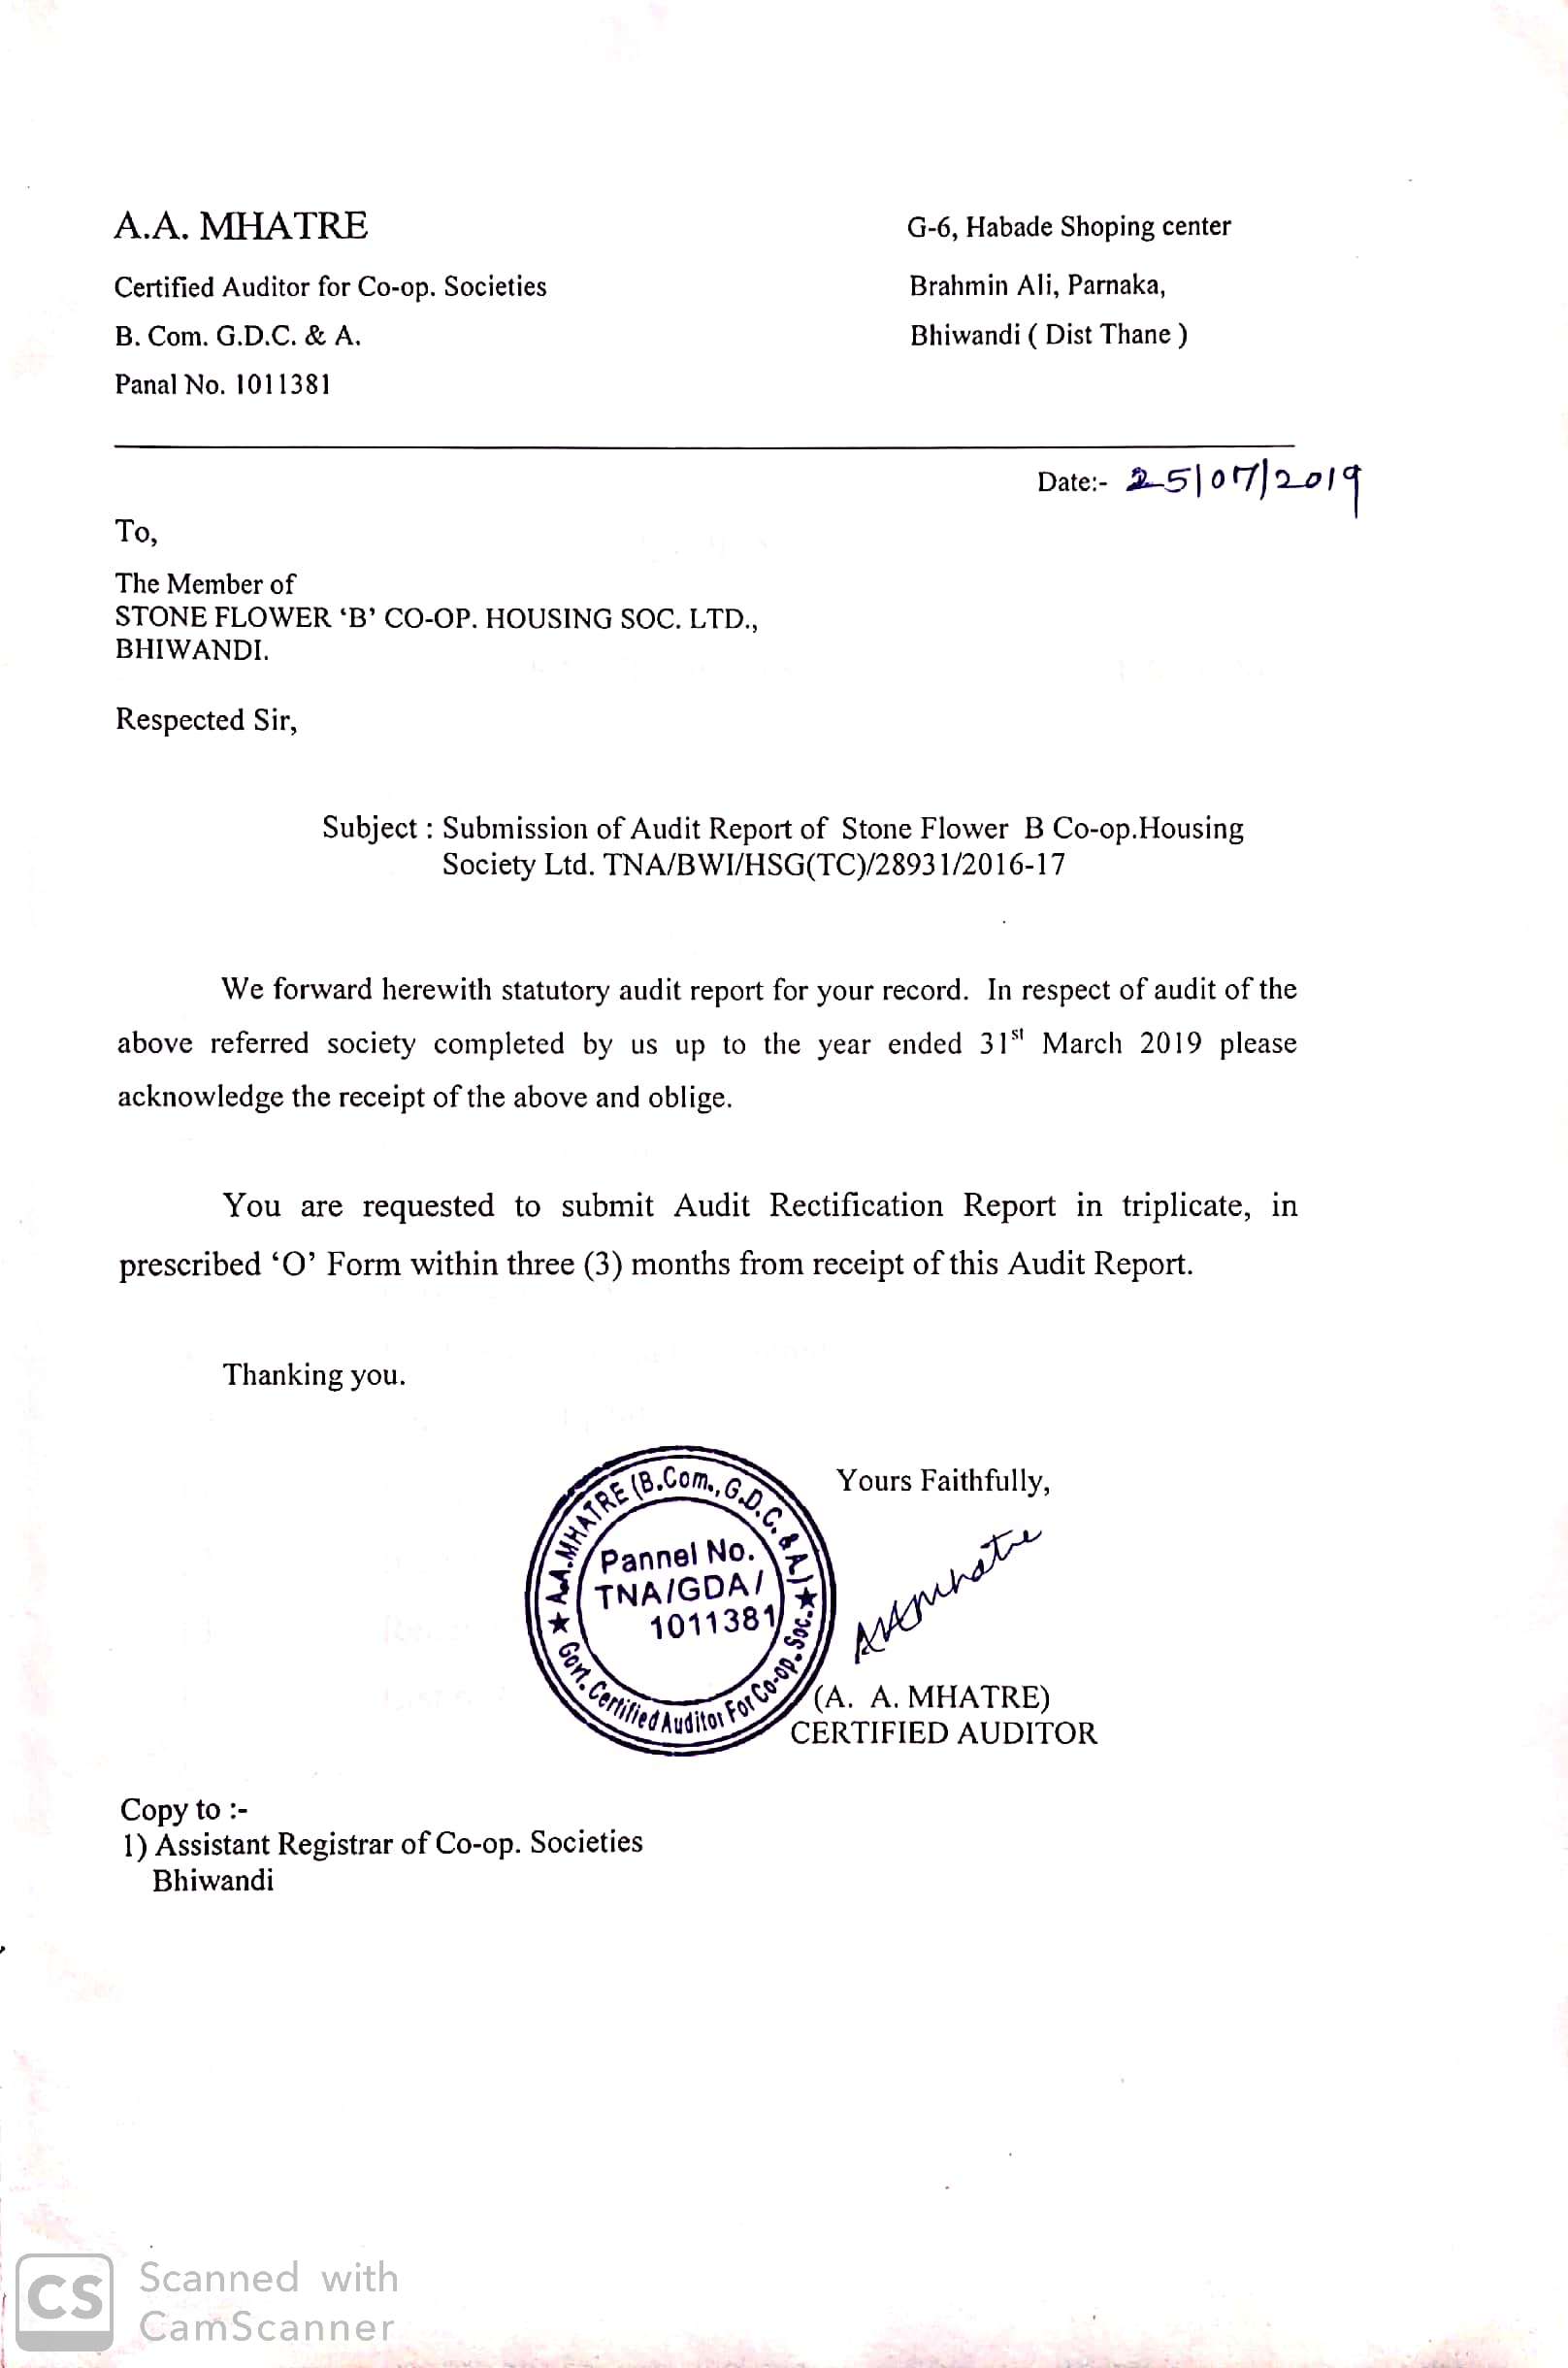 A.A. MHATRE
Certified Auditor for Co-op. Societies
B. Com. G.D.C. & A.
Panal No. 1011381
G-6, Habade Shoping center
Brahmin Ali, Parnaka,
Bhiwandi ( Dist Thane )
Date:- 25/07/2019
To,
The Member of
STONE FLOWER ‘B’ CO-OP. HOUSING SOC. LTD.,
BHIWANDI.
Respected Sir,
Subject : Submission of Audit Report of Stone Flower B Co-op.Housing
Society Ltd. TNA/BWI/HSG(TC)/28931/2016-17
We forward herewith statutory audit report for your record. In respect of audit of the
above referred society completed by us up to the year ended 31st March 2019 please
acknowledge the receipt of the above and oblige.
You are requested to submit Audit Rectification Report in triplicate, in
prescribed ‘O’ Form within three (3) months from receipt of this Audit Report.
Thanking you.
Yours Faithfully,
A.A. MHATRE (B.Com., G.D.C. & A)
Pannel No.
TNA/GDA/
1011381
Govt. Certified Auditor For Co-op. Soc.
AAMhatre
(A. A. MHATRE)
CERTIFIED AUDITOR
Copy to :-
1) Assistant Registrar of Co-op. Societies
Bhiwandi
CS
Scanned with
CamScanner